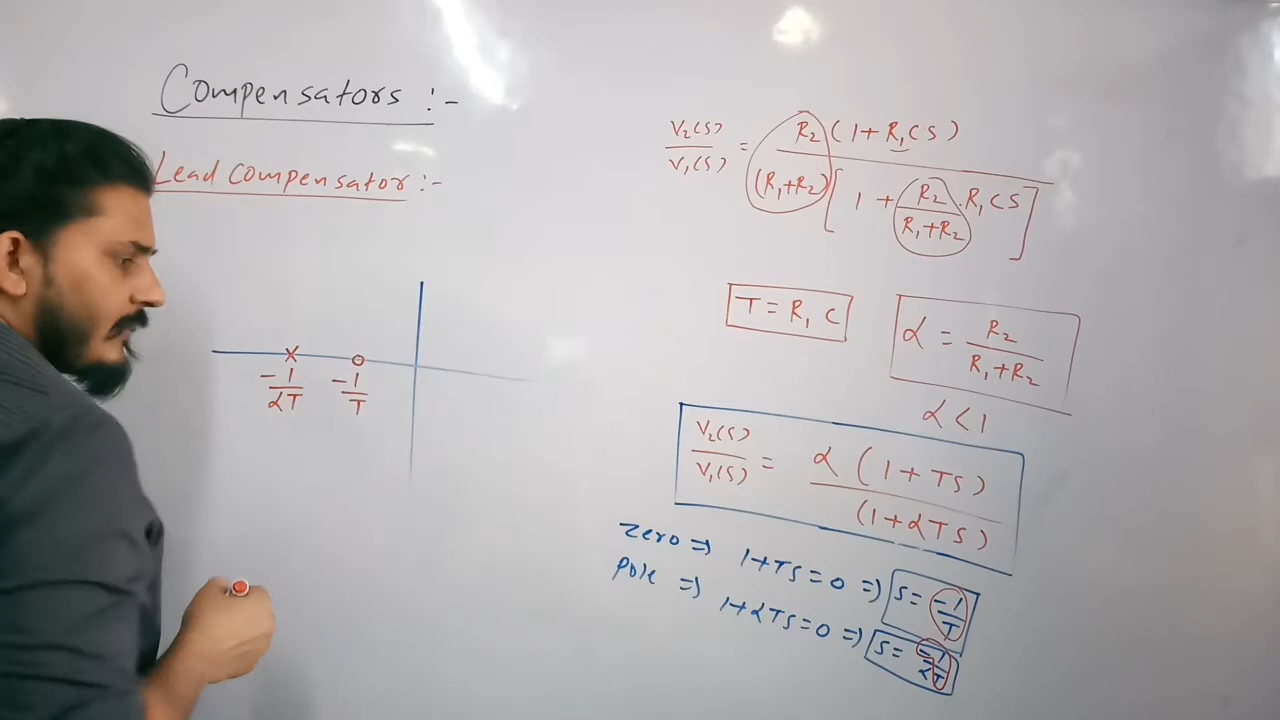 Compensators :-
Lead compensator :-
V₂(s)/V₁(s) = R₂ (1 + R₁CS) / (R₁+R₂) [1 + R₂/(R₁+R₂) . R₁CS]
T = R₁ C
α = R₂/(R₁+R₂)
α < 1
× o
-1/αT -1/T
V₂(s)/V₁(s) = α (1 + TS) / (1 + αTS)
Zero => 1+TS = 0 => S = -1/T
Pole => 1+αTS = 0 => S = -1/αT